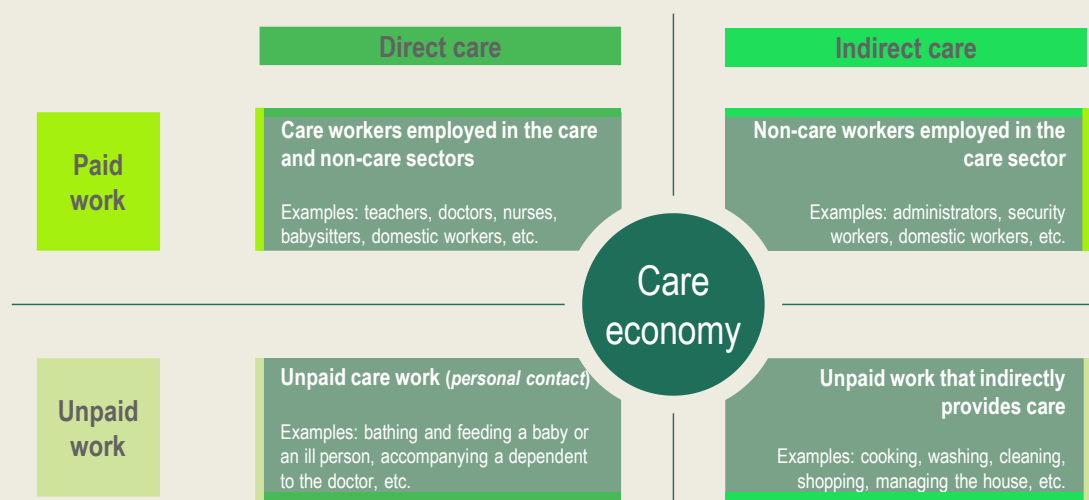 Direct care
Indirect care
Paid
work
Care workers employed in the care
and non-care sectors
Examples: teachers, doctors, nurses,
babysitters, domestic workers, etc.
Non-care workers employed in the
care sector
Examples: administrators, security
workers, domestic workers, etc.
Care
economy
Unpaid
work
Unpaid care work (personal contact)
Examples: bathing and feeding a baby or
an ill person, accompanying a dependent
to the doctor, etc.
Unpaid work that indirectly
provides care
Examples: cooking, washing, cleaning,
shopping, managing the house, etc.